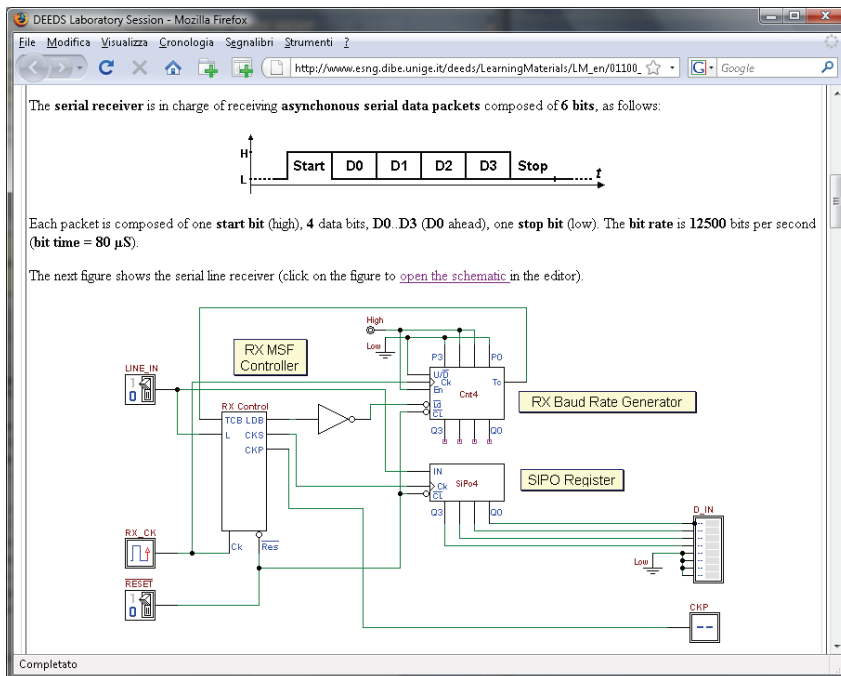 DEEDS Laboratory Session - Mozilla Firefox
File Modifica Visualizza Cronologia Segnalibri Strumenti ?
http://www.esng.dibe.unige.it/deeds/LearningMaterials/LM_en/01100_
G Google
The serial receiver is in charge of receiving asynchonous serial data packets composed of 6 bits, as follows:
H
L
Start D0 D1 D2 D3 Stop
t
Each packet is composed of one start bit (high), 4 data bits, D0..D3 (D0 ahead), one stop bit (low). The bit rate is 12500 bits per second
(bit time = 80 µS).
The next figure shows the serial line receiver (click on the figure to open the schematic in the editor).
High
Low
RX MSF
Controller
P3 P0
LINE_IN
1
0
U/D
Ck
En
Cnt4
Tc
Ld
CL
RX Baud Rate Generator
RX Control
TCB LDB
L CKS
CKP
Q3 Q0
IN
Ck
CL
SiPo4
SIPO Register
Q3 Q0
D_IN
RX_CK
Ck
Res
Low
RESET
1
0
CKP
--
Completato